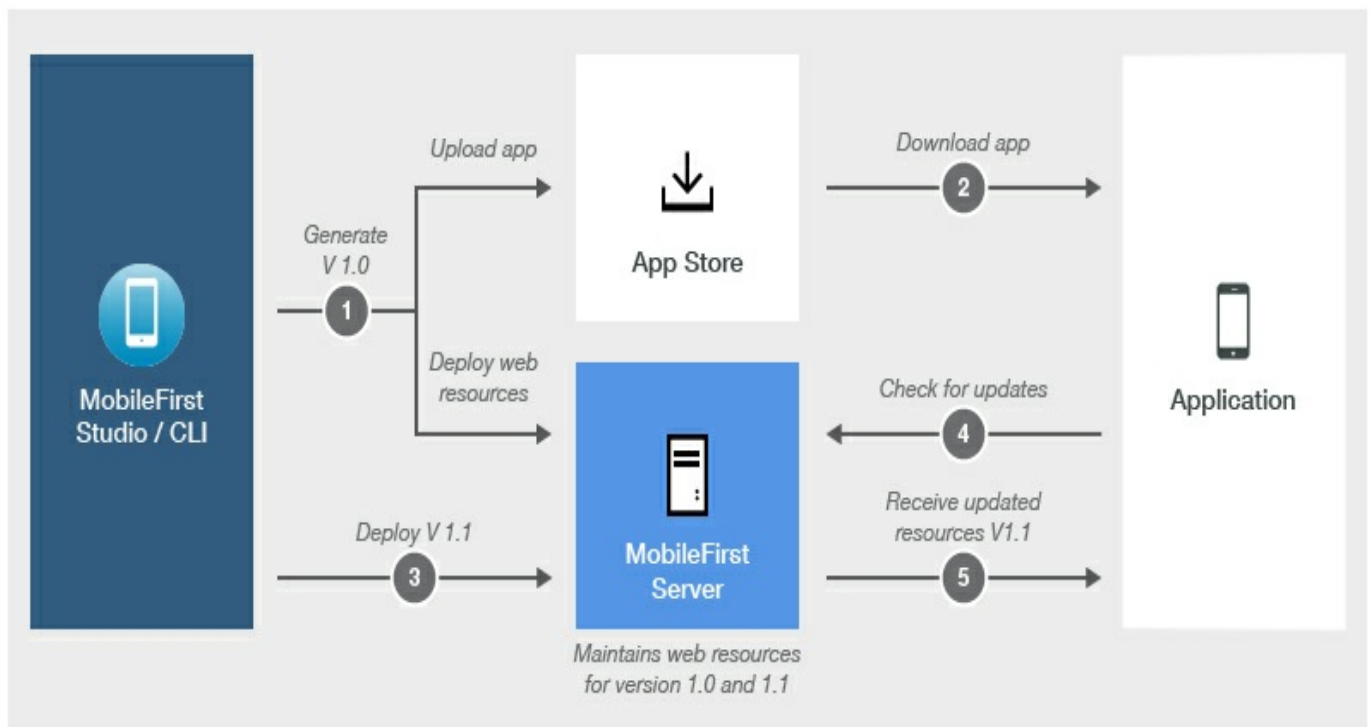 Upload app
Download app
2
Generate
V 1.0
1
App Store
MobileFirst
Studio / CLI
Deploy web
resources
Check for updates
4
Application
Deploy V 1.1
3
MobileFirst
Server
Receive updated
resources V1.1
5
Maintains web resources
for version 1.0 and 1.1